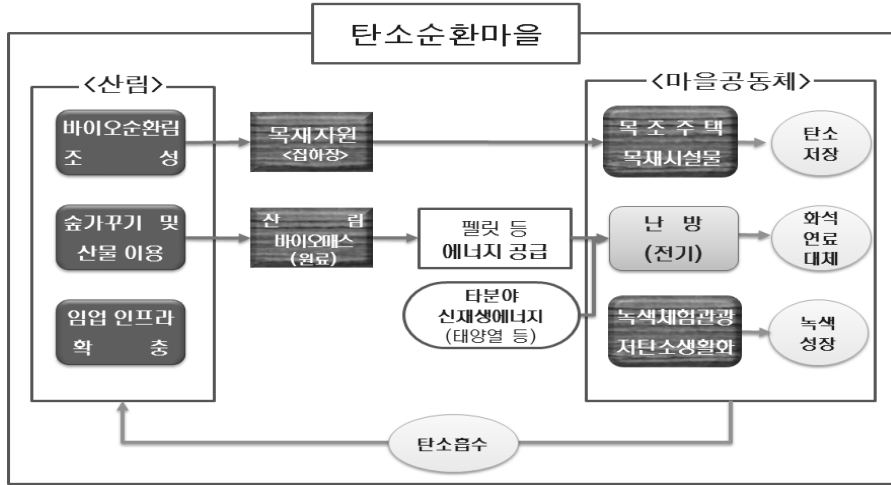 탄소순환마을
<산림>
<마을공동체>
바이오순환림
조 성
목재자원
<집하장>
목 조 주 택
목재시설물
탄소
저장
숲가꾸기 및
산물 이용
산 림
바이오매스
(원료)
펠릿 등
에너지 공급
난 방
(전기)
화석
연료
대체
타분야
신재생에너지
(태양열 등)
임업 인프라
확 충
녹색체험관광
저탄소생활화
녹색
성장
탄소흡수